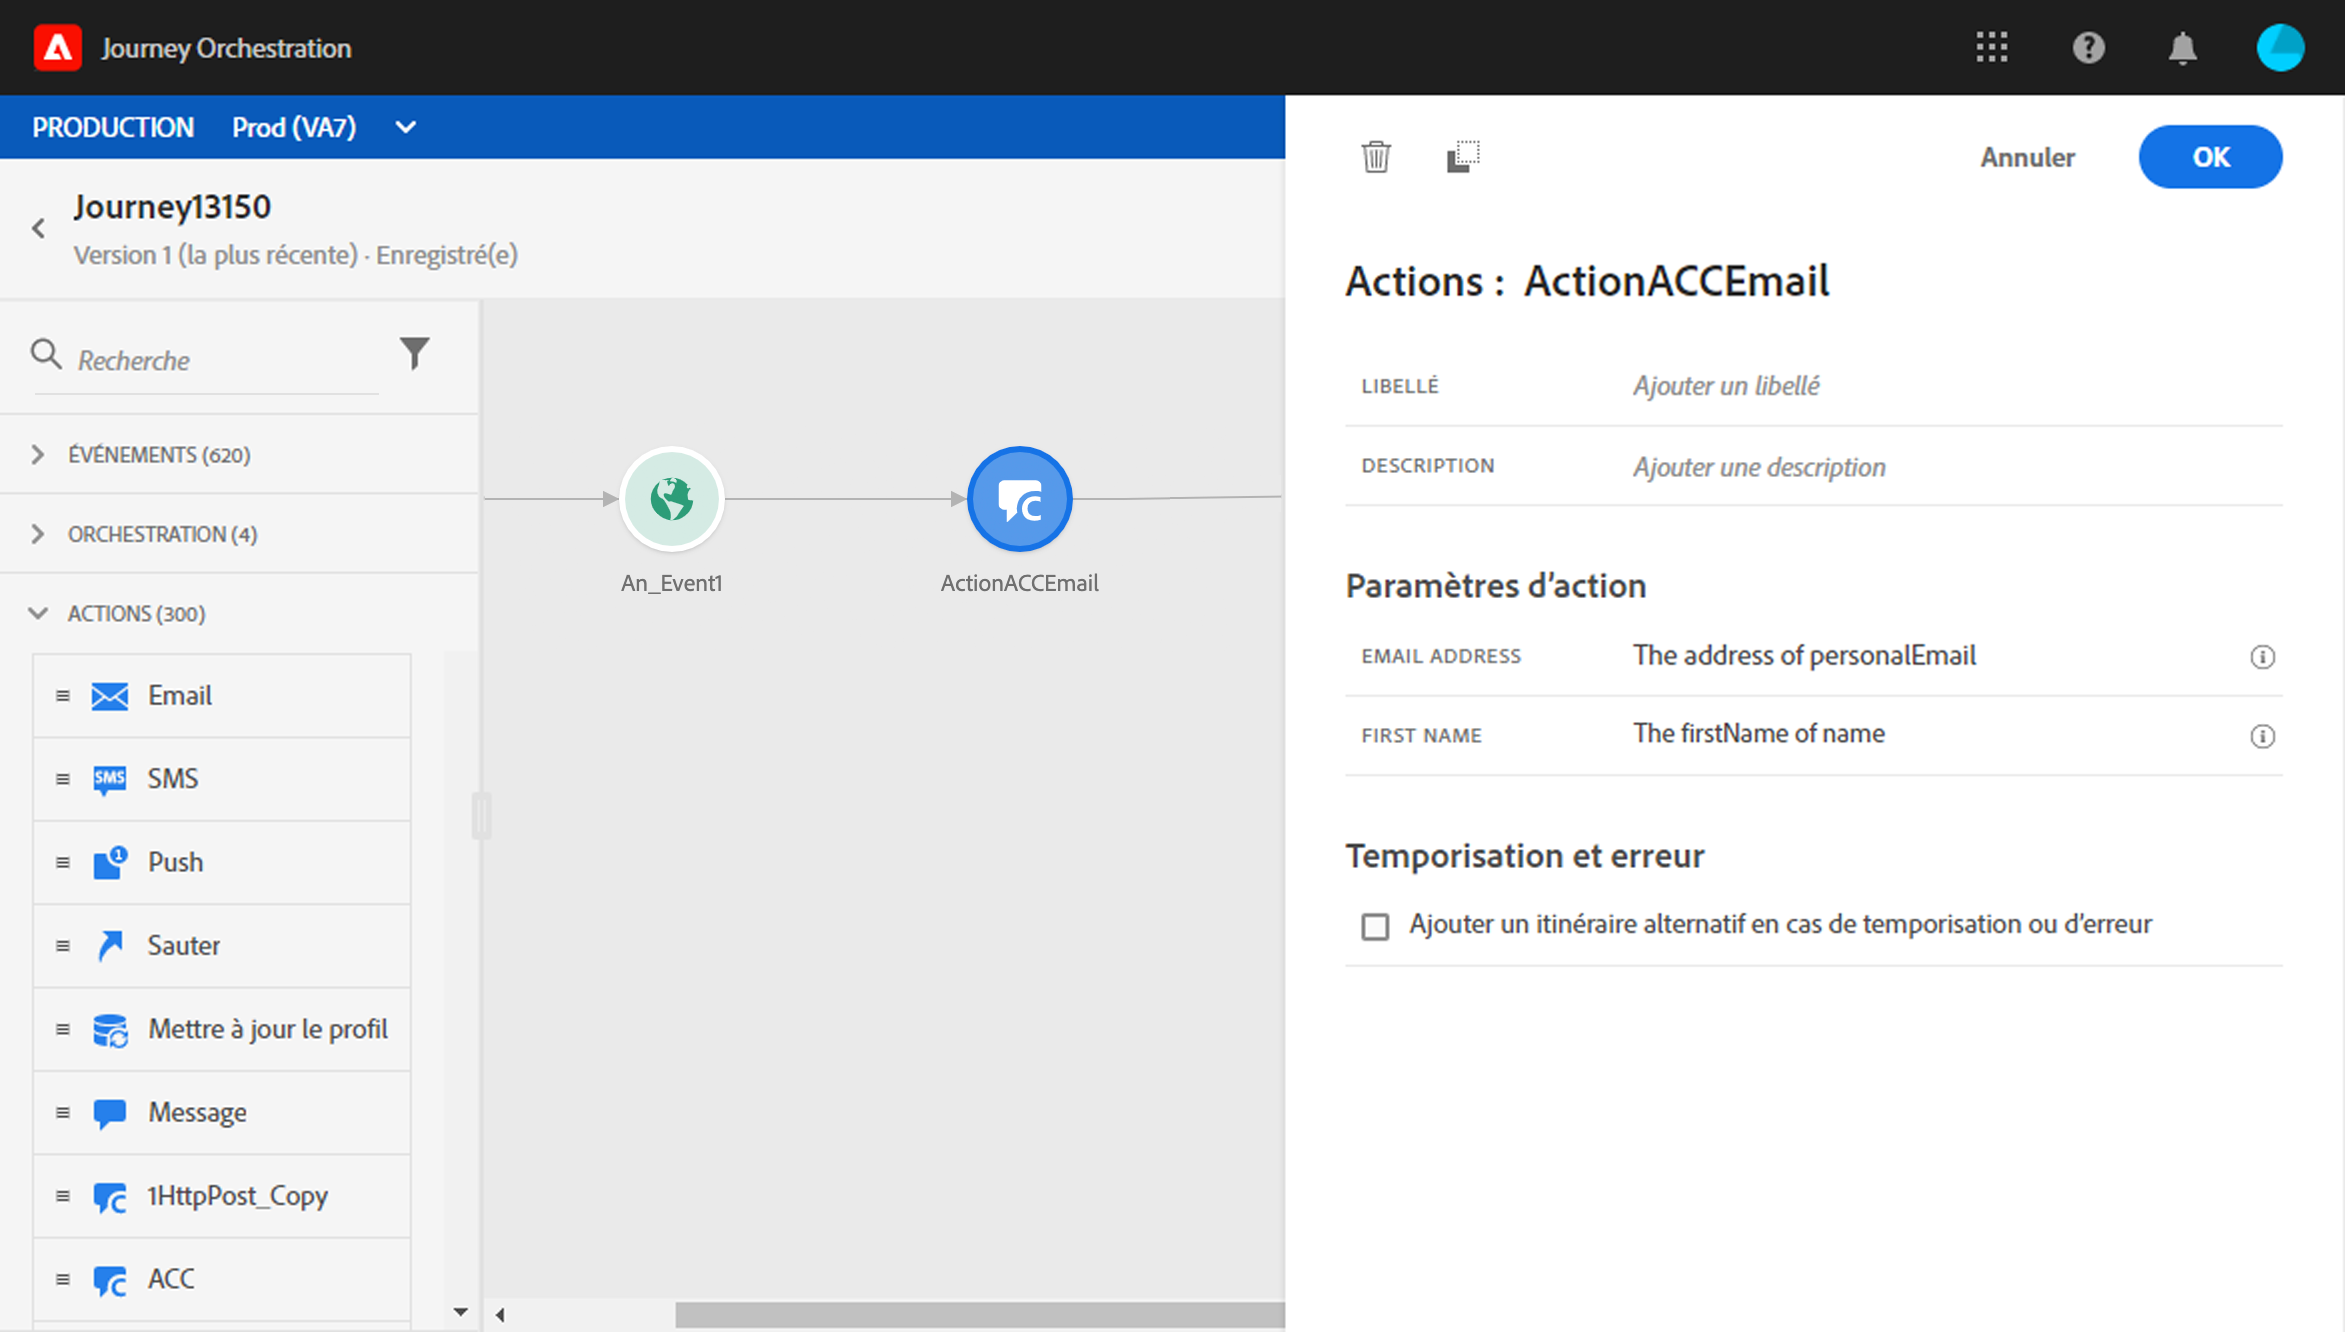 Journey Orchestration
PRODUCTION Prod (VA7)
Annuler
OK
Journey13150
Version 1 (la plus récente) · Enregistré(e)
Recherche
ÉVÉNEMENTS (620)
ORCHESTRATION (4)
ACTIONS (300)
Email
SMS
SMS
1
Push
Sauter
Mettre à jour le profil
Message
1HttpPost_Copy
ACC
An_Event1
ActionACCEmail
Actions : ActionACCEmail
LIBELLÉ Ajouter un libellé
DESCRIPTION Ajouter une description
Paramètres d’action
EMAIL ADDRESS The address of personalEmail
FIRST NAME The firstName of name
Temporisation et erreur
Ajouter un itinéraire alternatif en cas de temporisation ou d’erreur